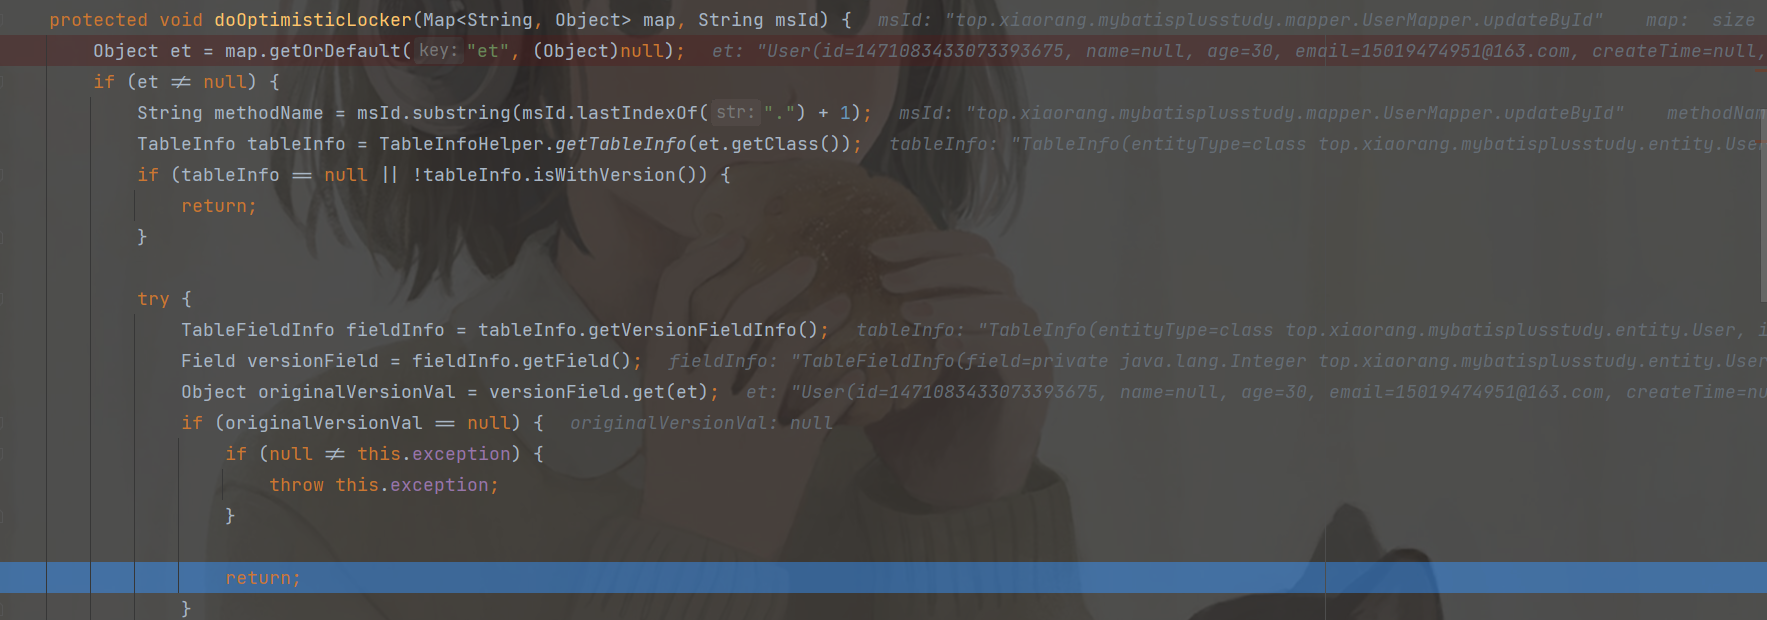 protected void doOptimisticLocker(Map<String, Object> map, String msId) { msId: "top.xiaorang.mybatisplusstudy.mapper.UserMapper.updateById" map: size
Object et = map.getOrDefault( key: "et", (Object)null); et: "User(id=1471083433073393675, name=null, age=30, email=15019474951@163.com, createTime=null,
if (et != null) {
String methodName = msId.substring(msId.lastIndexOf( str: ".") + 1); msId: "top.xiaorang.mybatisplusstudy.mapper.UserMapper.updateById" methodNam
TableInfo tableInfo = TableInfoHelper.getTableInfo(et.getClass()); tableInfo: "TableInfo(entityType=class top.xiaorang.mybatisplusstudy.entity.User
if (tableInfo == null || !tableInfo.isWithVersion()) {
return;
}
try {
TableFieldInfo fieldInfo = tableInfo.getVersionFieldInfo(); tableInfo: "TableInfo(entityType=class top.xiaorang.mybatisplusstudy.entity.User, i
Field versionField = fieldInfo.getField(); fieldInfo: "TableFieldInfo(field=private java.lang.Integer top.xiaorang.mybatisplusstudy.entity.User
Object originalVersionVal = versionField.get(et); et: "User(id=1471083433073393675, name=null, age=30, email=15019474951@163.com, createTime=nu
if (originalVersionVal == null) { originalVersionVal: null
if (null != this.exception) {
throw this.exception;
}
return;
}